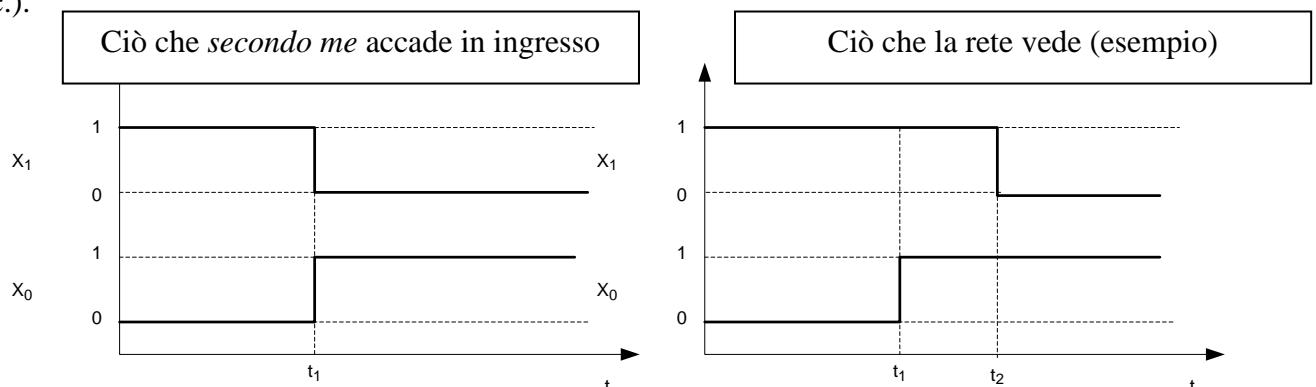 e.).
Ciò che secondo me accade in ingresso
1
X1
0
1
X0
0
t1
t
Ciò che la rete vede (esempio)
1
X1
0
1
X0
0
t1
t2
t